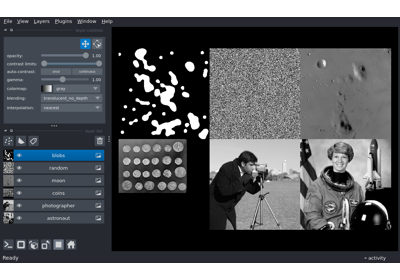 File View Layers Plugins Window Help
opacity: 1.00
contrast limits:
auto-contrast: once continuous
gamma: 1.00
colormap: gray
blending: translucent_no_depth
interpolation: nearest
blobs
random
moon
coins
photographer
astronaut
Ready activity